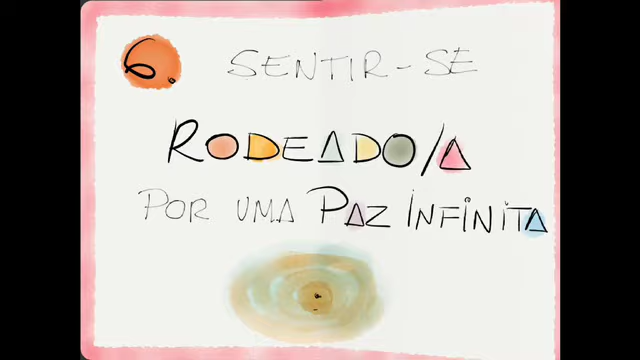 6. SENTIR-SE
RODEADO/A
POR UMA PAZ INFINITA